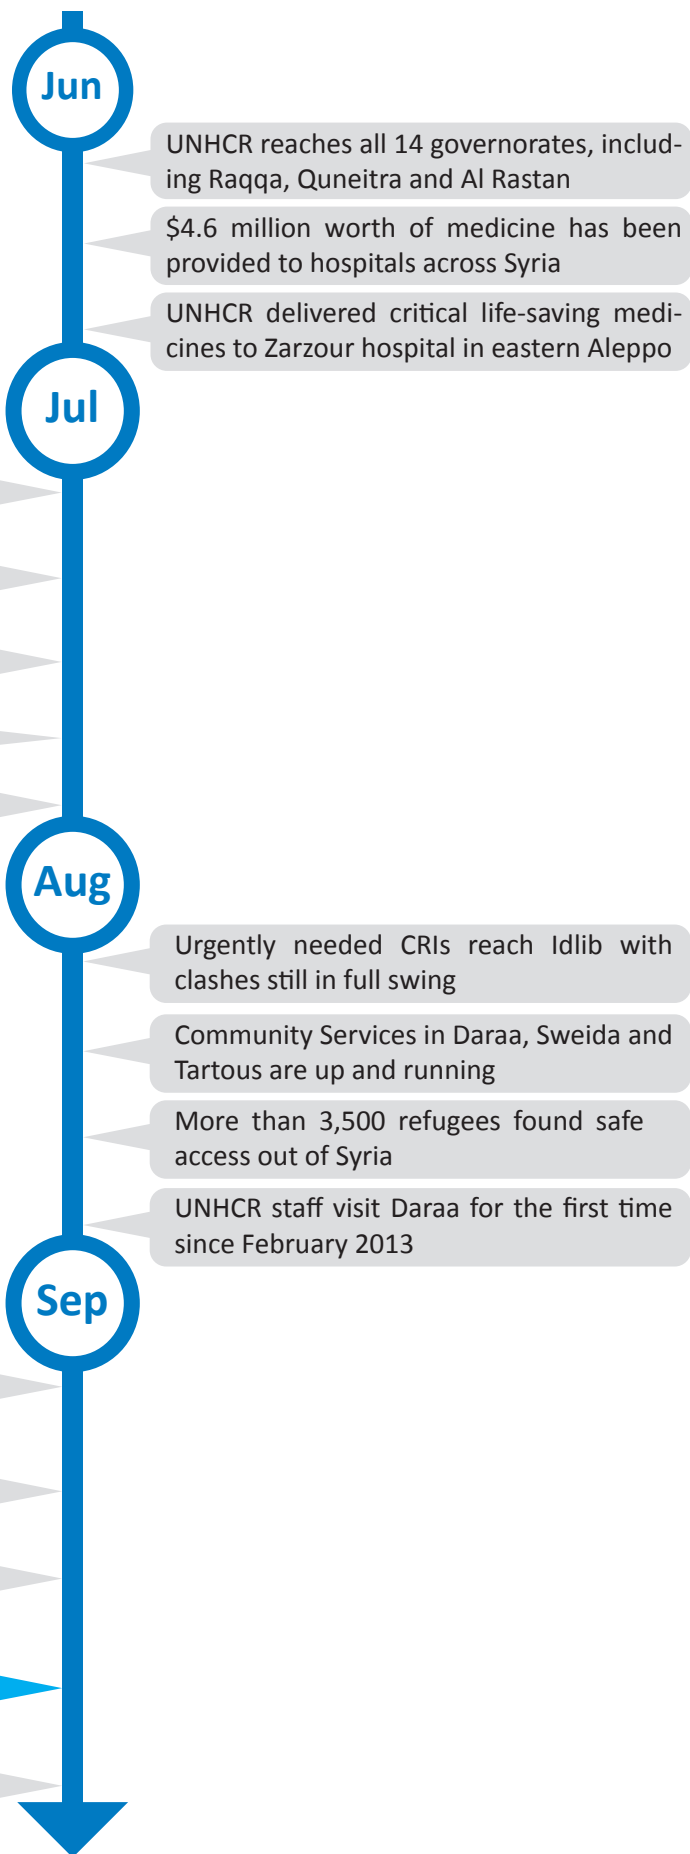 Jun
UNHCR reaches all 14 governorates, includ-
ing Raqqa, Quneitra and Al Rastan
$4.6 million worth of medicine has been
provided to hospitals across Syria
UNHCR delivered critical life-saving medi-
cines to Zarzour hospital in eastern Aleppo
Jul
Aug
Urgently needed CRIs reach Idlib with
clashes still in full swing
Community Services in Daraa, Sweida and
Tartous are up and running
More than 3,500 refugees found safe
access out of Syria
UNHCR staff visit Daraa for the first time
since February 2013
Sep